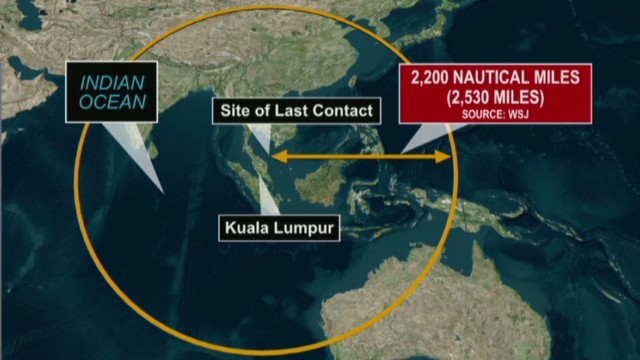 INDIAN
OCEAN
Site of Last Contact
2,200 NAUTICAL MILES
(2,530 MILES)
SOURCE: WSJ
Kuala Lumpur